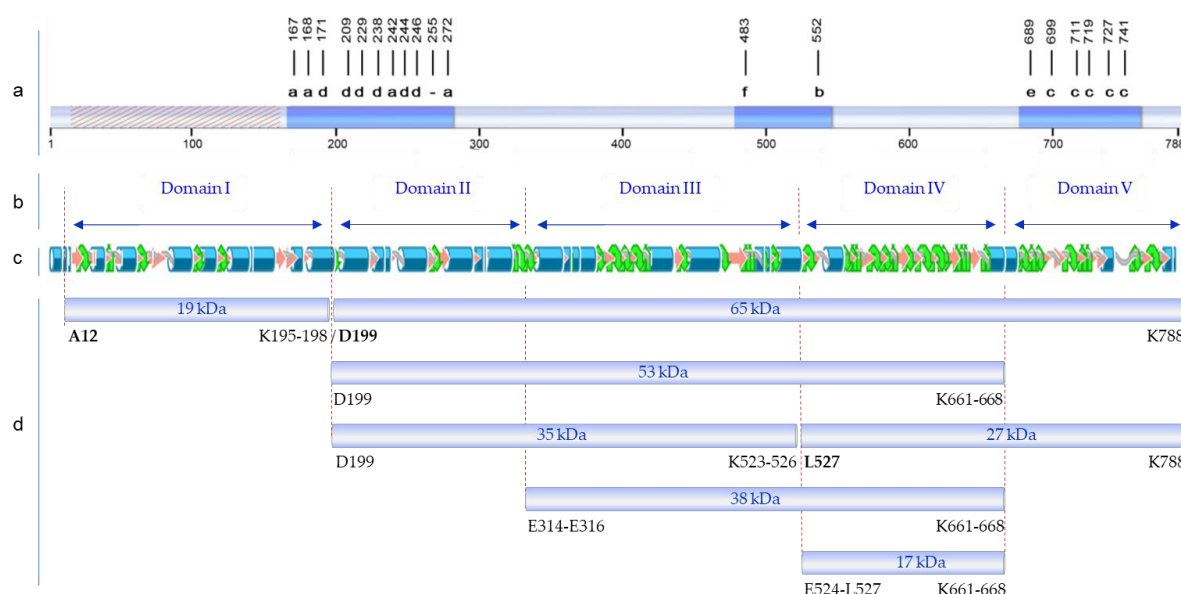 167 168 171 209 229 238 242 244 246 255 272 483 552 689 699 711 719 727 741
a a d d d d a d d - a f b e c c c c c
a
1 100 200 300 400 500 600 700 788
Domain I Domain II Domain III Domain IV Domain V
b
c
19 kDa 65 kDa
A12 K195-198 / D199 K788
53 kDa
D199 K661-668
d
35 kDa 27 kDa
D199 K523-526 L527 K788
38 kDa
E314-E316 K661-668
17 kDa
E524-L527 K661-668